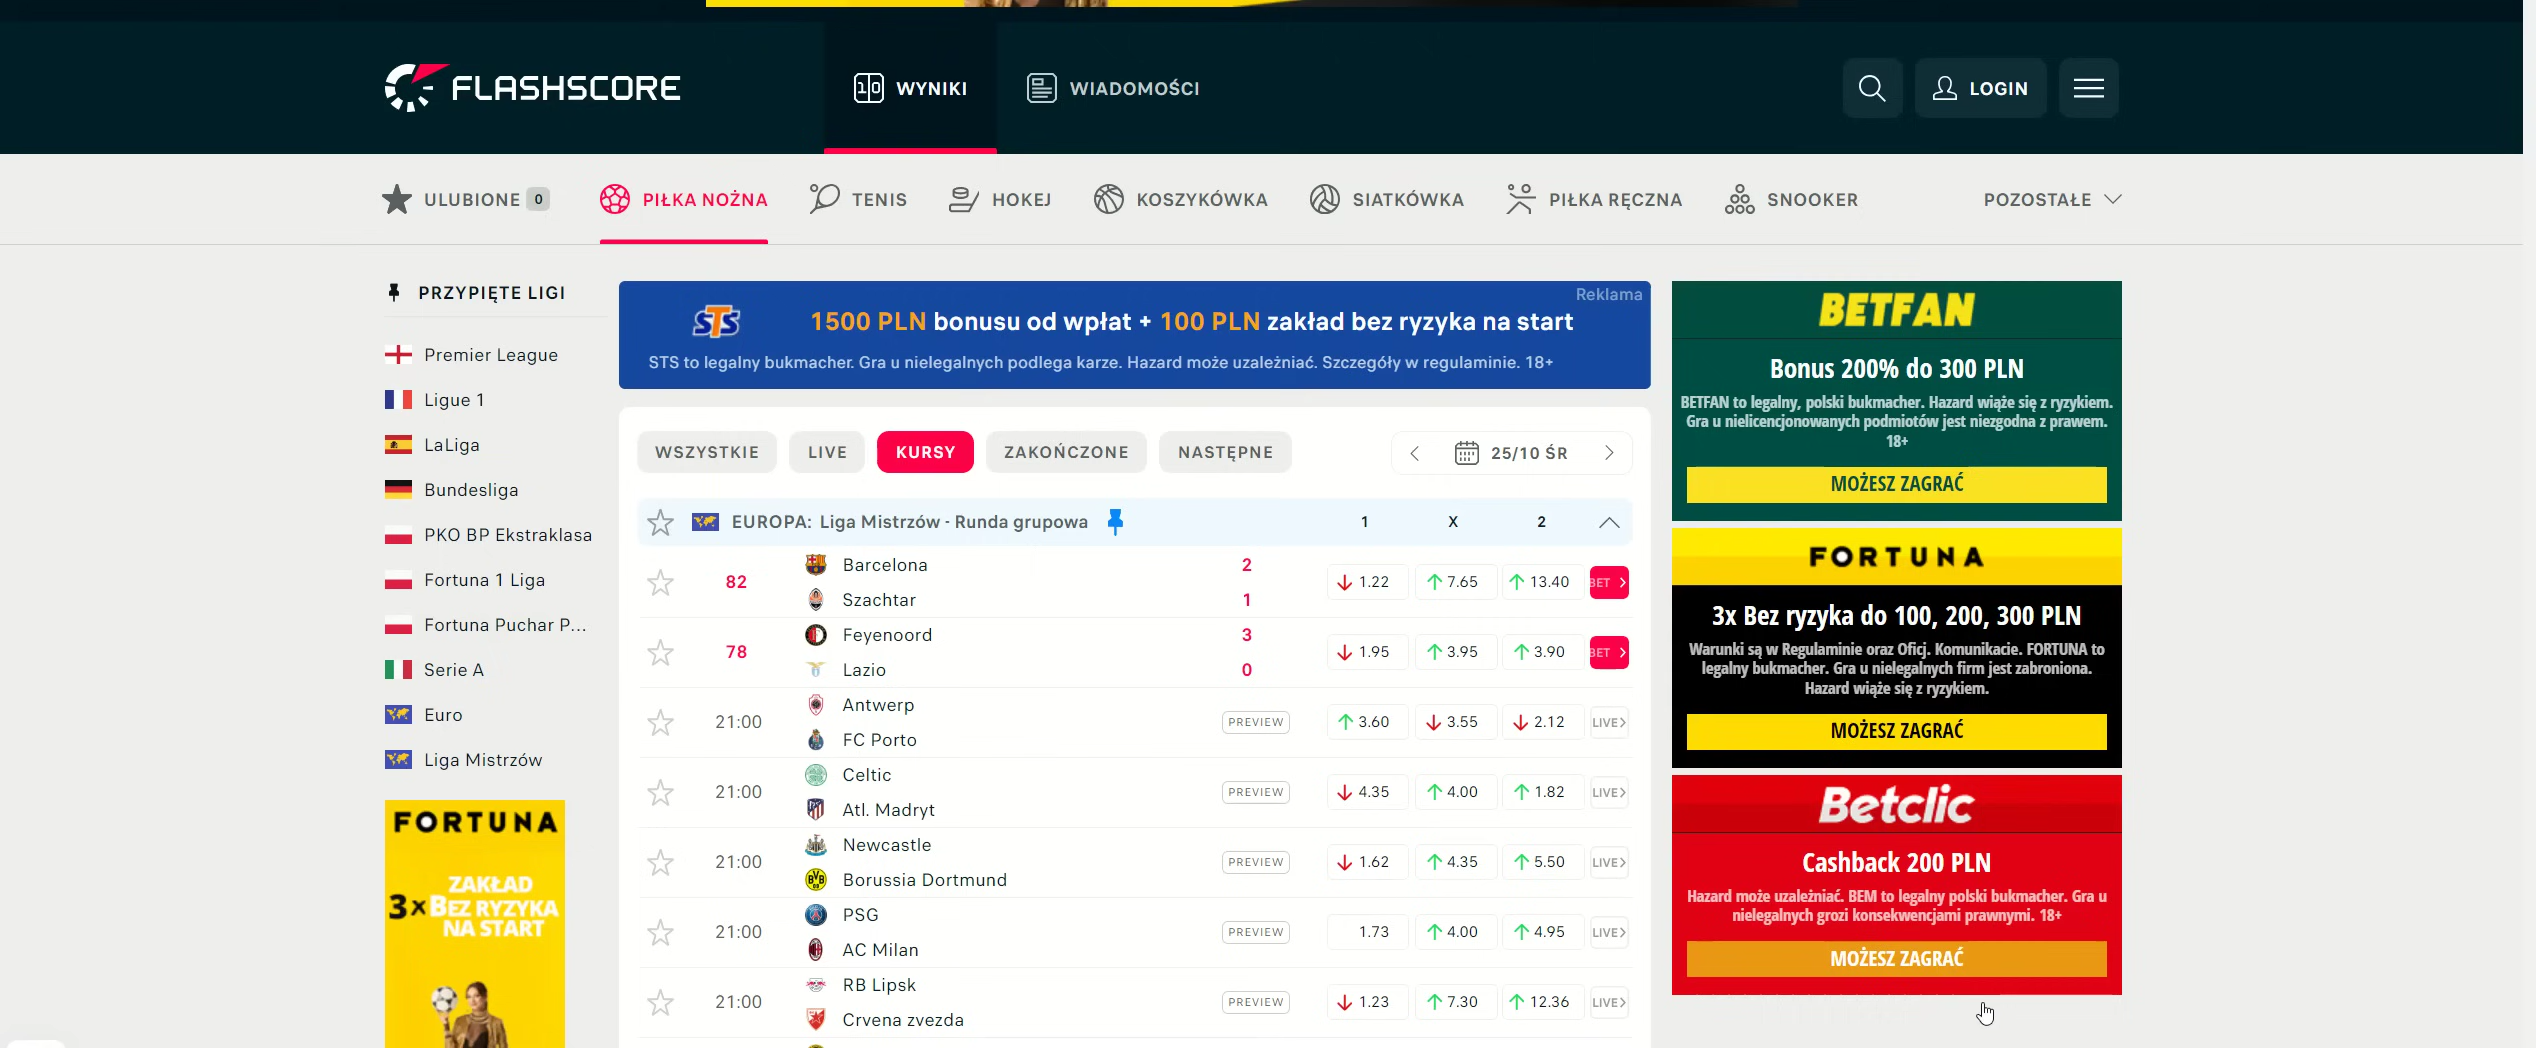 FLASHSCORE
WYNIKI
WIADOMOŚCI
LOGIN
ULUBIONE 0
PIŁKA NOŻNA
TENIS
HOKEJ
KOSZYKÓWKA
SIATKÓWKA
PIŁKA RĘCZNA
SNOOKER
POZOSTAŁE
PRZYPIĘTE LIGI
Premier League
Ligue 1
LaLiga
Bundesliga
PKO BP Ekstraklasa
Fortuna 1 Liga
Fortuna Puchar P...
Serie A
Euro
Liga Mistrzów
FORTUNA
ZAKŁAD
3x BEZ RYZYKA
NA START
Reklama
STS
1500 PLN bonusu od wpłat + 100 PLN zakład bez ryzyka na start
STS to legalny bukmacher. Gra u nielegalnych podlega karze. Hazard może uzależniać. Szczegóły w regulaminie. 18+
WSZYSTKIE
LIVE
KURSY
ZAKOŃCZONE
NASTĘPNE
25/10 ŚR
EUROPA: Liga Mistrzów - Runda grupowa 1 X 2
82 Barcelona 2 1.22 7.65 13.40 BET
Szachtar 1
78 Feyenoord 3 1.95 3.95 3.90 BET
Lazio 0
21:00 Antwerp PREVIEW 3.60 3.55 2.12 LIVE
FC Porto
21:00 Celtic PREVIEW 4.35 4.00 1.82 LIVE
Atl. Madryt
21:00 Newcastle PREVIEW 1.62 4.35 5.50 LIVE
Borussia Dortmund
21:00 PSG PREVIEW 1.73 4.00 4.95 LIVE
AC Milan
21:00 RB Lipsk PREVIEW 1.23 7.30 12.36 LIVE
Crvena zvezda
BETFAN
Bonus 200% do 300 PLN
BETFAN to legalny, polski bukmacher. Hazard wiąże się z ryzykiem.
Gra u nielicencjonowanych podmiotów jest niezgodna z prawem.
18+
MOŻESZ ZAGRAĆ
FORTUNA
3x Bez ryzyka do 100, 200, 300 PLN
Warunki są w Regulaminie oraz Oficj. Komunikacie. FORTUNA to
legalny bukmacher. Gra u nielegalnych firm jest zabroniona.
Hazard wiąże się z ryzykiem.
MOŻESZ ZAGRAĆ
Betclic
Cashback 200 PLN
Hazard może uzależniać. BEM to legalny polski bukmacher. Gra u
nielegalnych grozi konsekwencjami prawnymi. 18+
MOŻESZ ZAGRAĆ